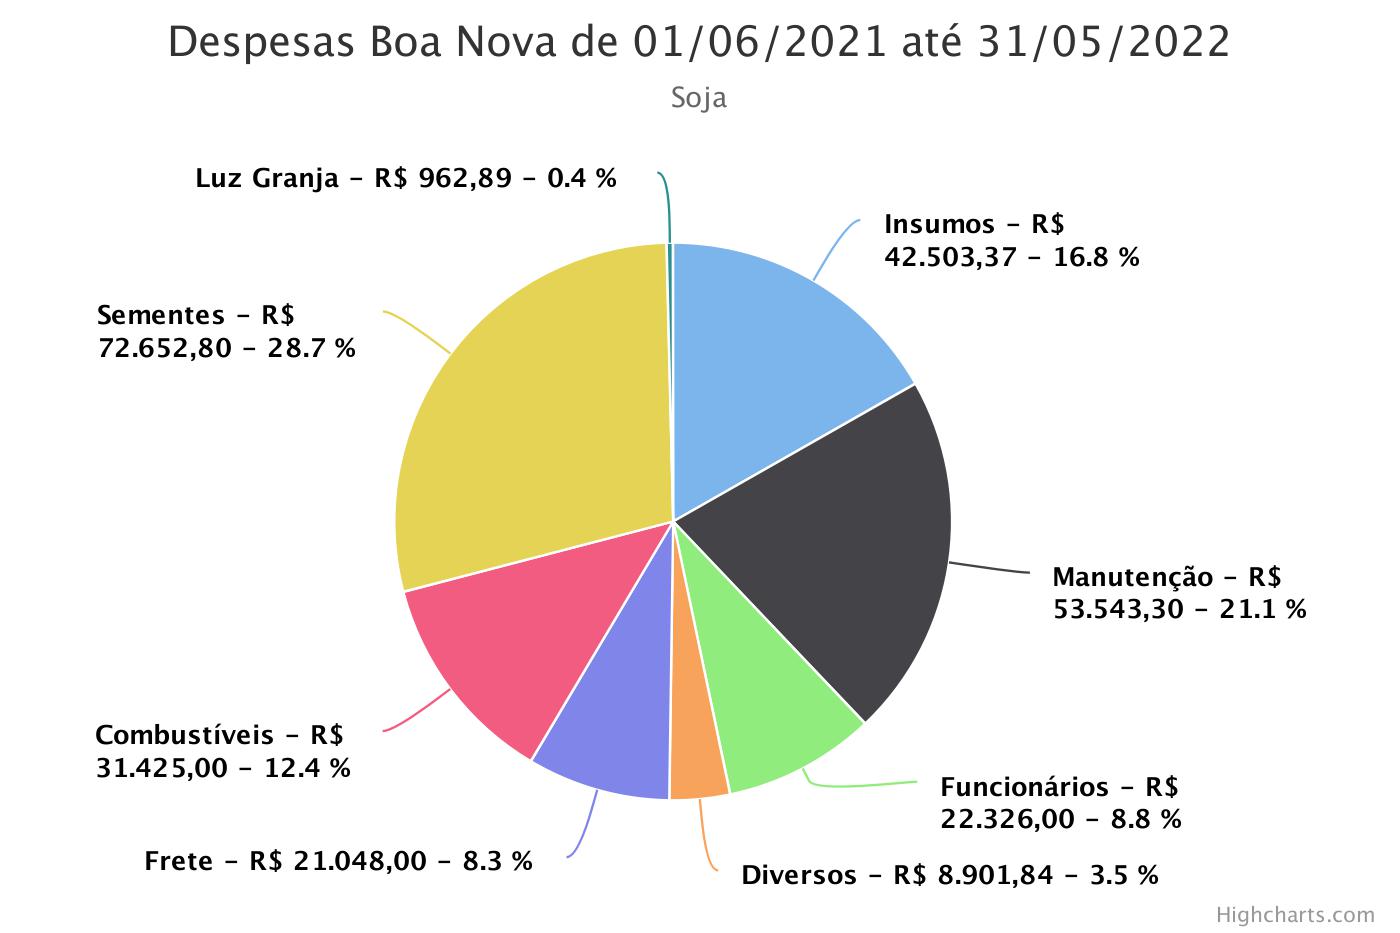 Despesas Boa Nova de 01/06/2021 até 31/05/2022
Soja
Luz Granja – R$ 962,89 – 0.4 %
Insumos – R$
42.503,37 – 16.8 %
Sementes – R$
72.652,80 – 28.7 %
Manutenção – R$
53.543,30 – 21.1 %
Combustíveis – R$
31.425,00 – 12.4 %
Funcionários – R$
22.326,00 – 8.8 %
Frete – R$ 21.048,00 – 8.3 %
Diversos – R$ 8.901,84 – 3.5 %
Highcharts.com